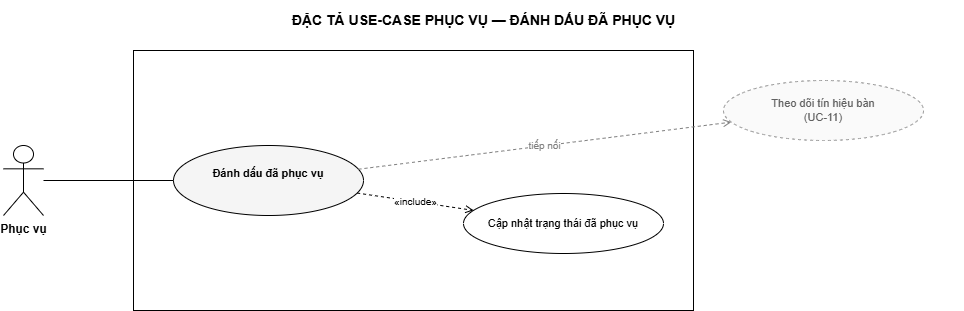 ĐẶC TẢ USE-CASE PHỤC VỤ — ĐÁNH DẤU ĐÃ PHỤC VỤ
Theo dõi tín hiệu bàn
(UC-11)
tiếp nối
Đánh dấu đã phục vụ
«include»
Cập nhật trạng thái đã phục vụ
Phục vụ